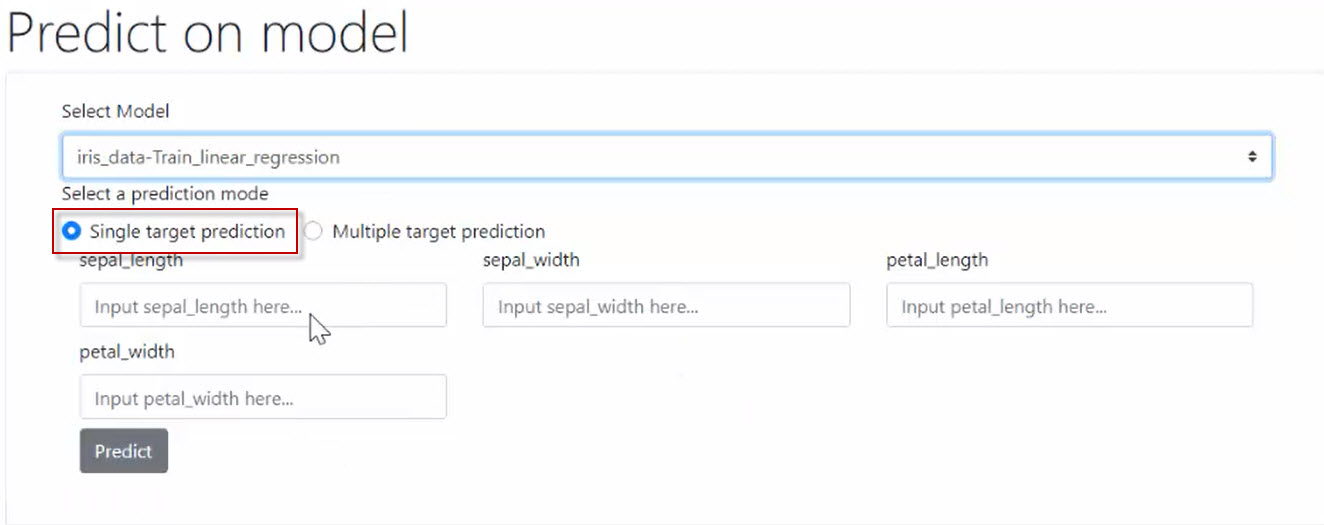 Predict on model
Select Model
iris_data-Train_linear_regression
Select a prediction mode
Single target prediction Multiple target prediction
sepal_length sepal_width petal_length
Input sepal_length here... Input sepal_width here... Input petal_length here...
petal_width
Input petal_width here...
Predict